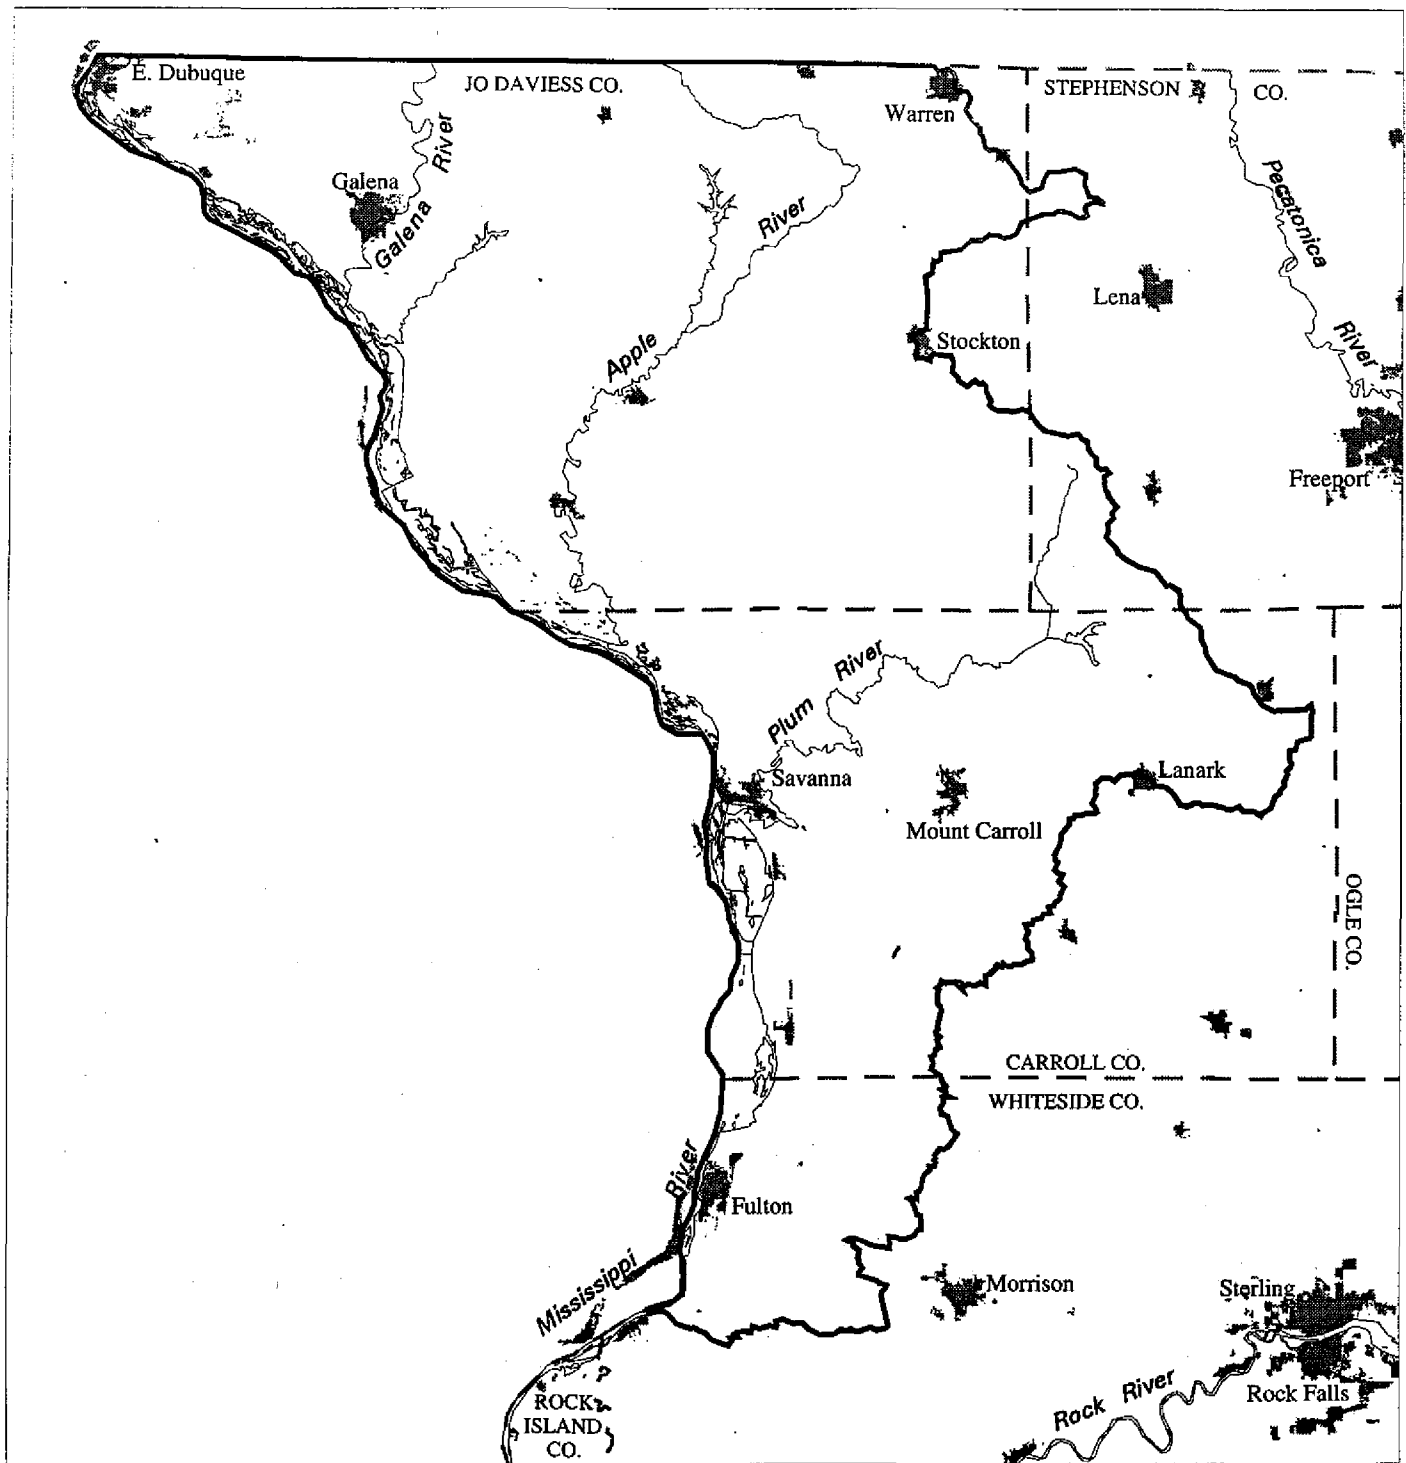 E. Dubuque
JO DAVIESS CO.
STEPHENSON CO.
Warren
River
Galena
Galena
River
Pecatonica
Lena
River
Stockton
Apple
Freeport
River
Plum
Savanna
Lanark
Mount Carroll
OGLE CO.
CARROLL CO.
WHITESIDE CO.
River
Fulton
Mississippi
Morrison
Sterling
Rock River
Rock Falls
ROCK
ISLAND
CO.